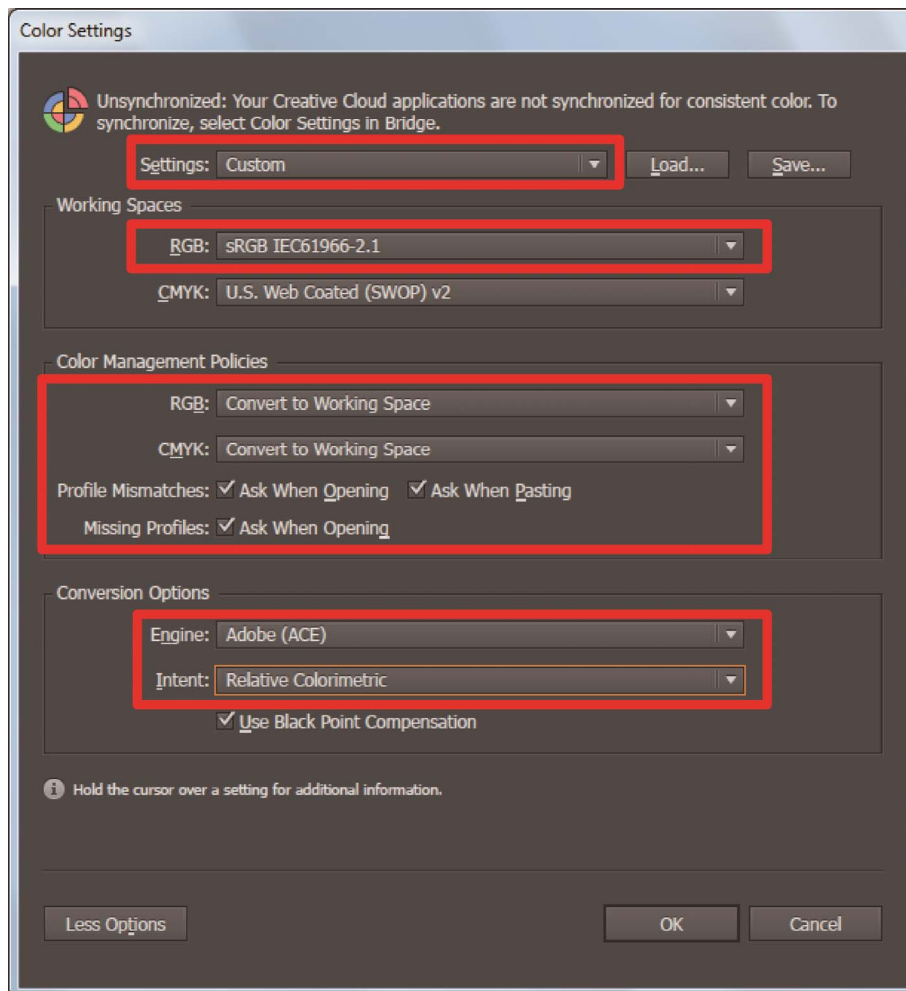 Color Settings
Unsynchronized: Your Creative Cloud applications are not synchronized for consistent color. To
synchronize, select Color Settings in Bridge.
Settings: Custom Load... Save...
Working Spaces
RGB: sRGB IEC61966-2.1
CMYK: U.S. Web Coated (SWOP) v2
Color Management Policies
RGB: Convert to Working Space
CMYK: Convert to Working Space
Profile Mismatches: Ask When Opening Ask When Pasting
Missing Profiles: Ask When Opening
Conversion Options
Engine: Adobe (ACE)
Intent: Relative Colorimetric
Use Black Point Compensation
Hold the cursor over a setting for additional information.
Less Options OK Cancel